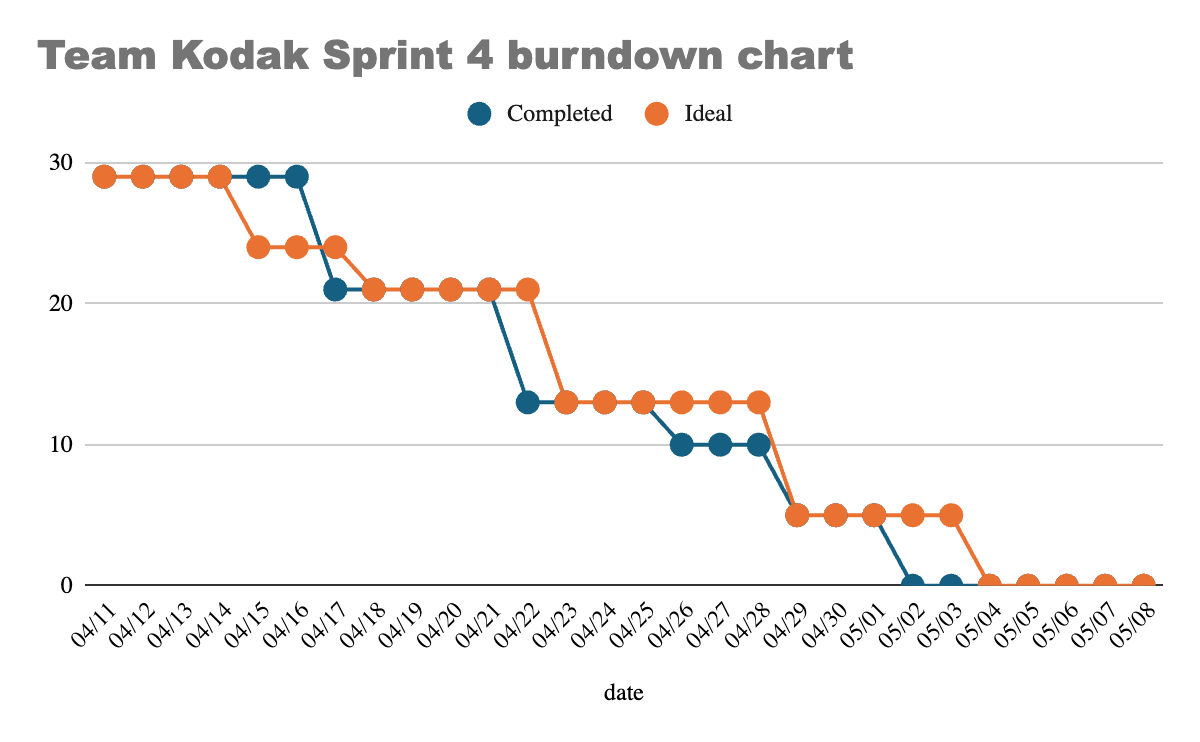 Team Kodak Sprint 4 burndown chart
Completed Ideal
30
20
10
0
04/11 04/12 04/13 04/14 04/15 04/16 04/17 04/18 04/19 04/20 04/21 04/22 04/23 04/24 04/25 04/26 04/27 04/28 04/29 04/30 05/01 05/02 05/03 05/04 05/05 05/06 05/07 05/08
date